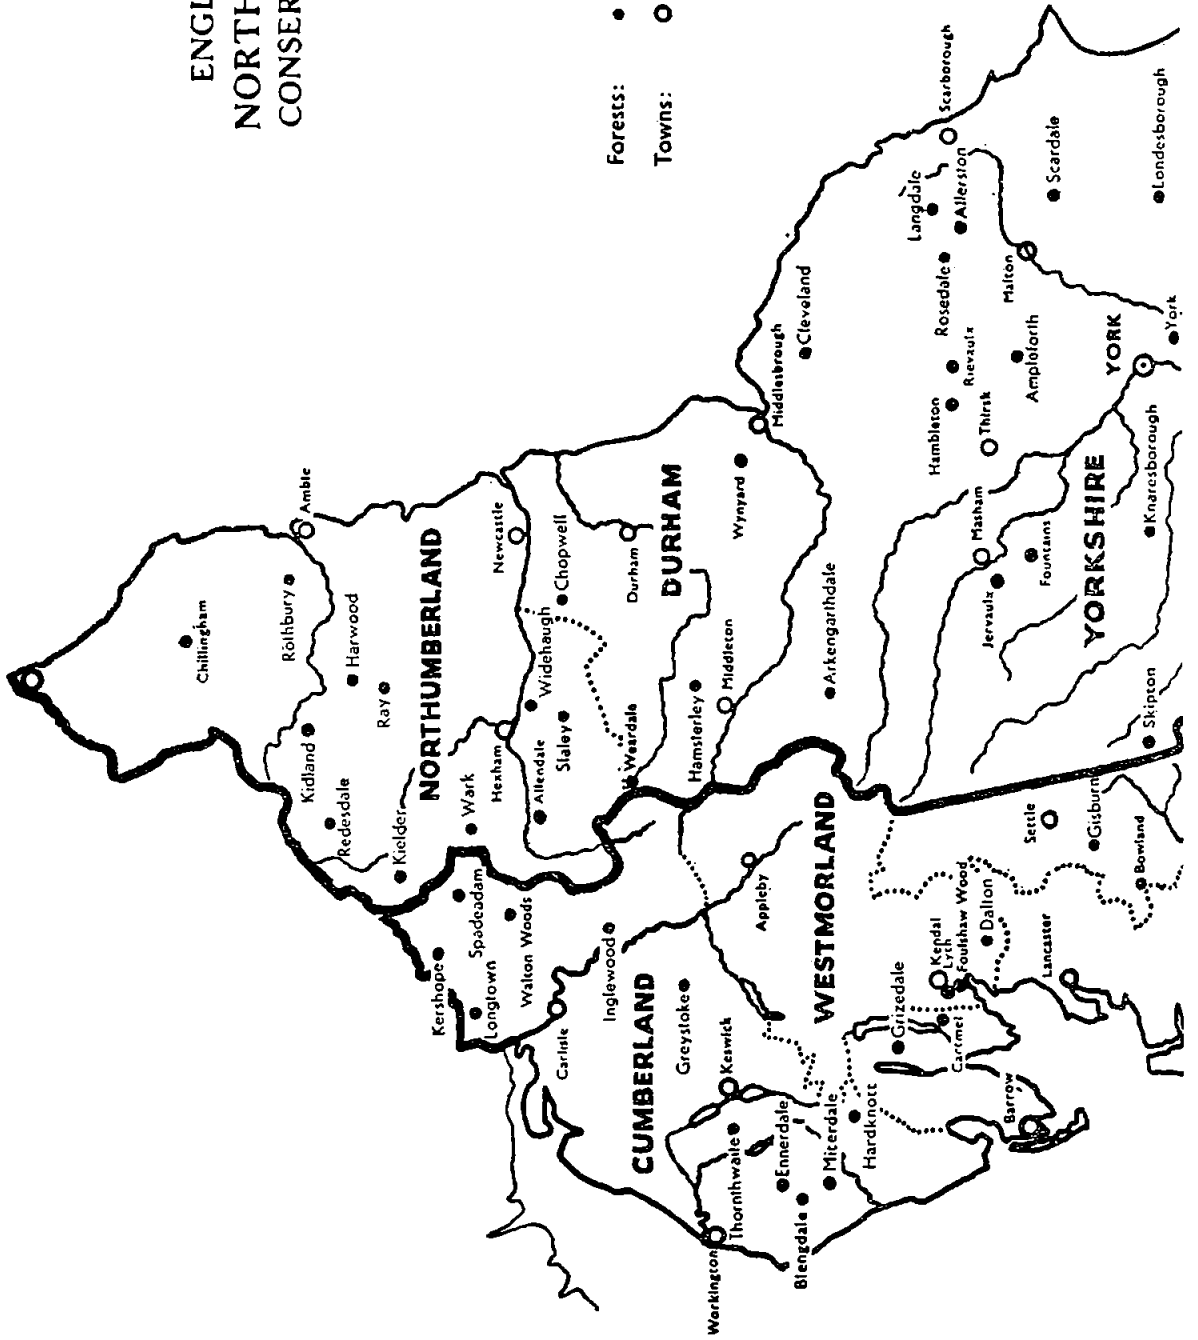 ENGL
NORTH
CONSER
Forests:
Towns:
Chillingham
Amble
Rothbury
Harwood
Ray
Kidland
Redesdale
Kielder
NORTHUMBERLAND
Newcastle
Widehaugh
Chopwell
Hexham
Wark
Allendale
Slaley
Durham
DURHAM
Wynyard
Weardale
Hamsterley
Middleton
Middlesbrough
Cleveland
Kershope
Spadeadam
Longtown
Walton Woods
Carlisle
Inglewood
CUMBERLAND
Greystoke
Keswick
Workington
Thornthwaite
Ennerdale
Blengdale
Miterdale
Hardknott
Appleby
WESTMORLAND
Grizedale
Kendal
Lyth
Foulshaw Wood
Dalton
Cartmel
Barrow
Lancaster
Arkengarthdale
Scarborough
Langdale
Allerston
Rosedale
Rievaulx
Hambleton
Thirsk
Malton
Ampleforth
Scardale
Londesborough
YORK
York
Masham
Jervaulx
Fountains
Knaresborough
YORKSHIRE
Skipton
Settle
Gisburn
Bowland